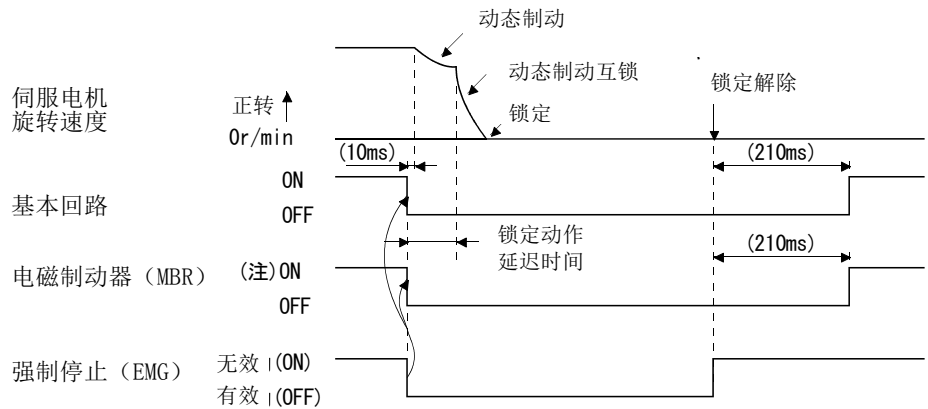 动态制动
动态制动互锁
锁定解除
伺服电机
旋转速度
正转
0r/min
锁定
(10ms)
(210ms)
基本回路
ON
OFF
锁定动作
延迟时间
(210ms)
电磁制动器（MBR）
(注)ON
OFF
强制停止（EMG）
无效 (ON)
有效 (OFF)